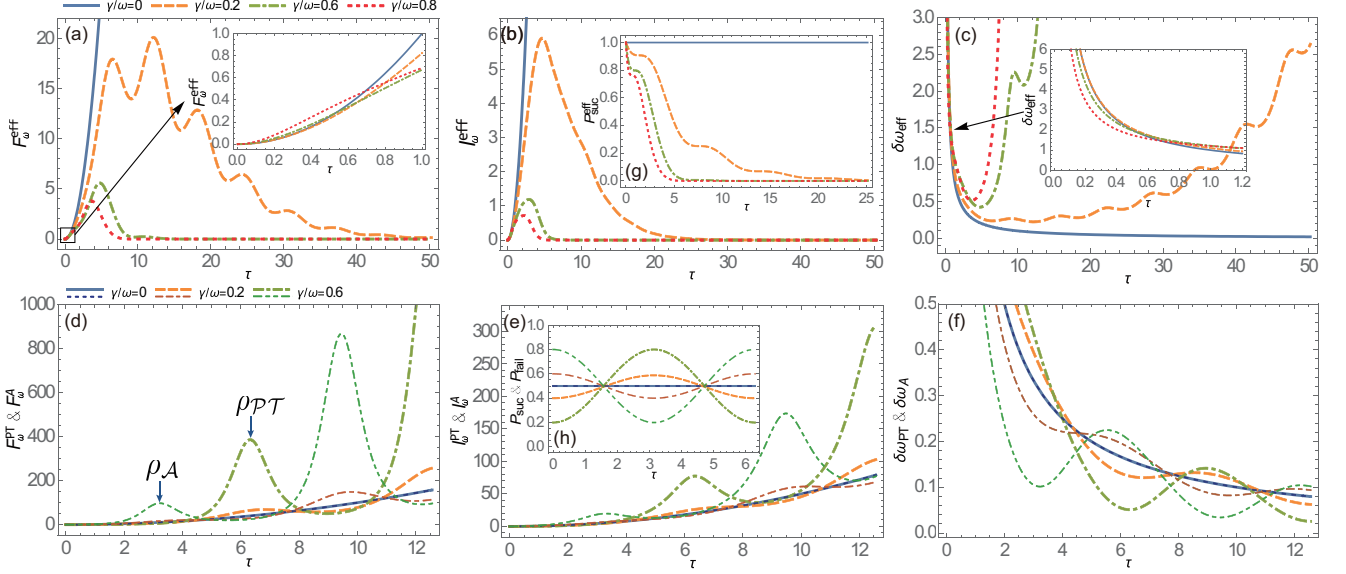 γ/ω=0 γ/ω=0.2 γ/ω=0.6 γ/ω=0.8
(a)
F_ω^eff
20
15
10
5
0
0 10 20 30 40 50
τ
F_ω^eff
1.0
0.8
0.6
0.4
0.2
0.0
0.0 0.2 0.4 0.6 0.8 1.0
τ
(b)
I_ω^eff
6
5
4
3
2
1
0
0 10 20 30 40 50
τ
(g)
P_suc^eff
1.0
0.8
0.6
0.4
0.2
0.0
0 5 10 15 20 25
τ
(c)
δω_eff
3.0
2.5
2.0
1.5
1.0
0.5
0.0
0 10 20 30 40 50
τ
δω_eff
6
5
4
3
2
1
0
0.0 0.2 0.4 0.6 0.8 1.0 1.2
τ
γ/ω=0 γ/ω=0.2 γ/ω=0.6
(d)
F_ω^PT & F_ω^A
1000
800
600
400
200
0
0 2 4 6 8 10 12
τ
ρ_𝒜
ρ_𝒫𝒯
(e)
I_ω^PT & I_ω^A
300
250
200
150
100
50
0
0 2 4 6 8 10 12
τ
(h)
P_suc & P_fail
1.0
0.8
0.6
0.4
0.2
0.0
0 1 2 3 4 5 6
τ
(f)
δω_PT & δω_A
0.5
0.4
0.3
0.2
0.1
0.0
0 2 4 6 8 10 12
τ